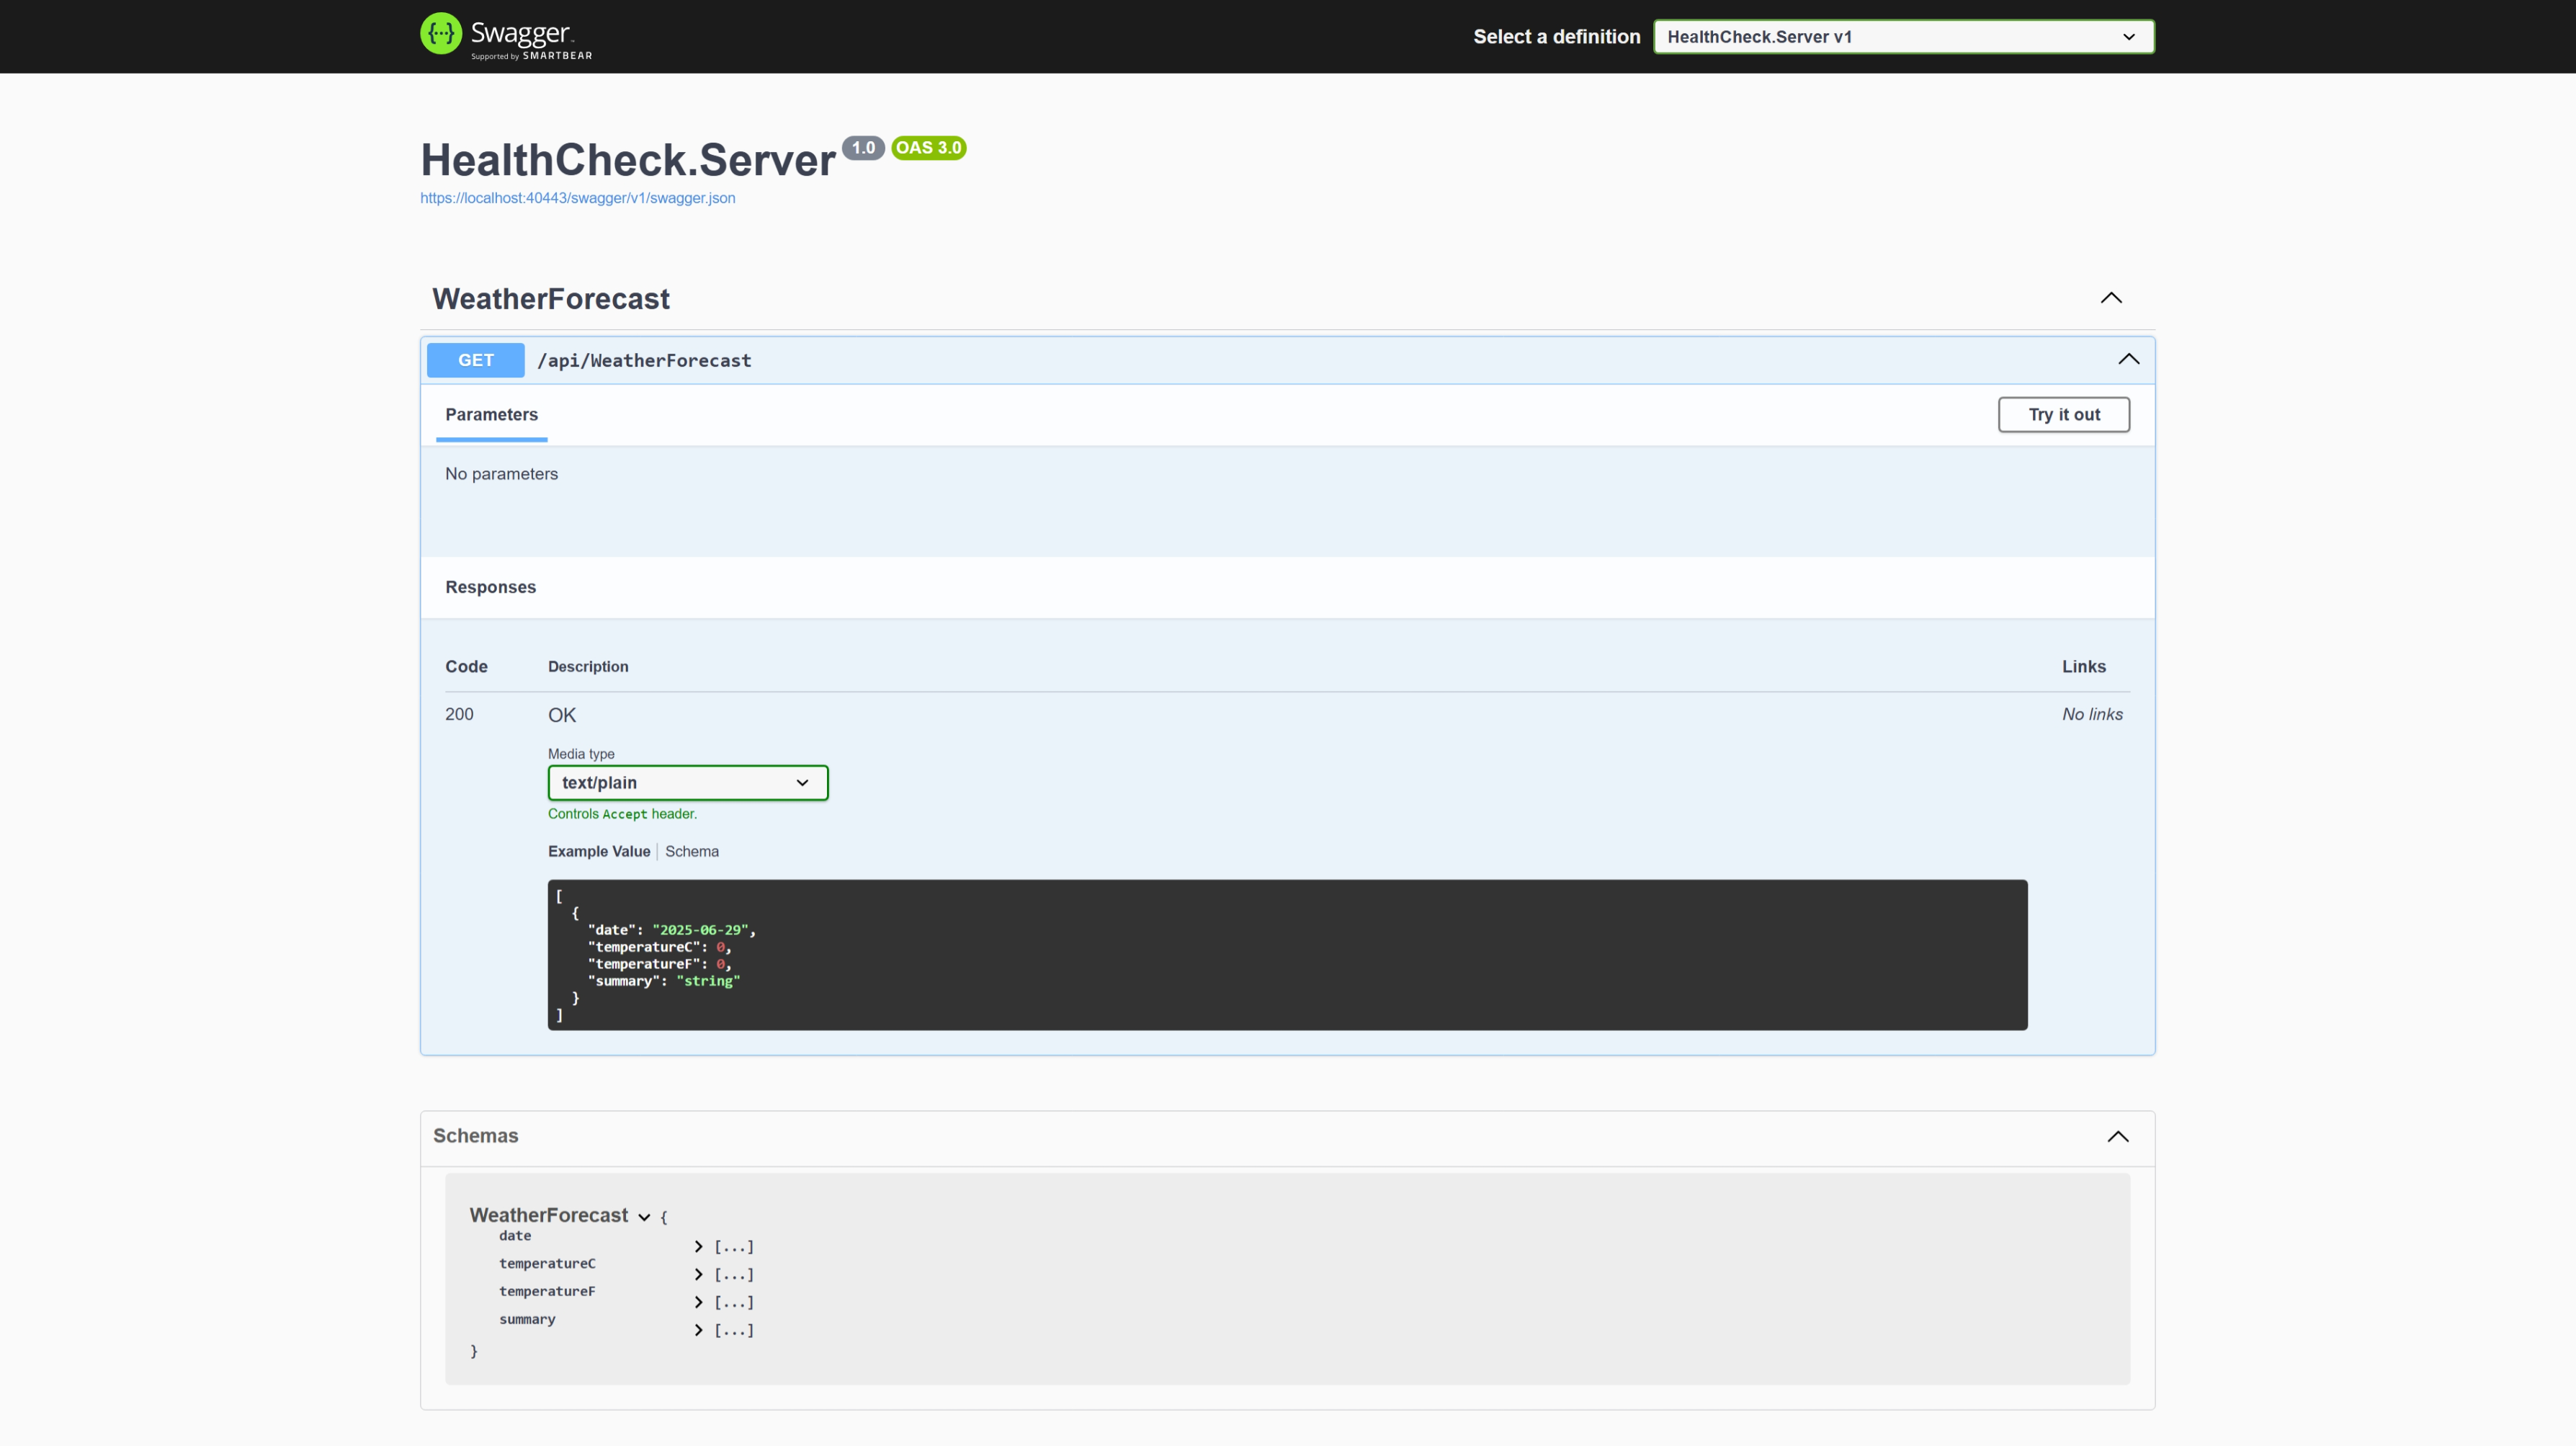 Swagger
Supported by SMARTBEAR
Select a definition
HealthCheck.Server v1
HealthCheck.Server 1.0 OAS 3.0
https://localhost:40443/swagger/v1/swagger.json
WeatherForecast
GET /api/WeatherForecast
Parameters
Try it out
No parameters
Responses
Code Description Links
200 OK No links
Media type
text/plain
Controls Accept header.
Example Value Schema
[
{
"date": "2025-06-29",
"temperatureC": 0,
"temperatureF": 0,
"summary": "string"
}
]
Schemas
WeatherForecast {
date [...]
temperatureC [...]
temperatureF [...]
summary [...]
}